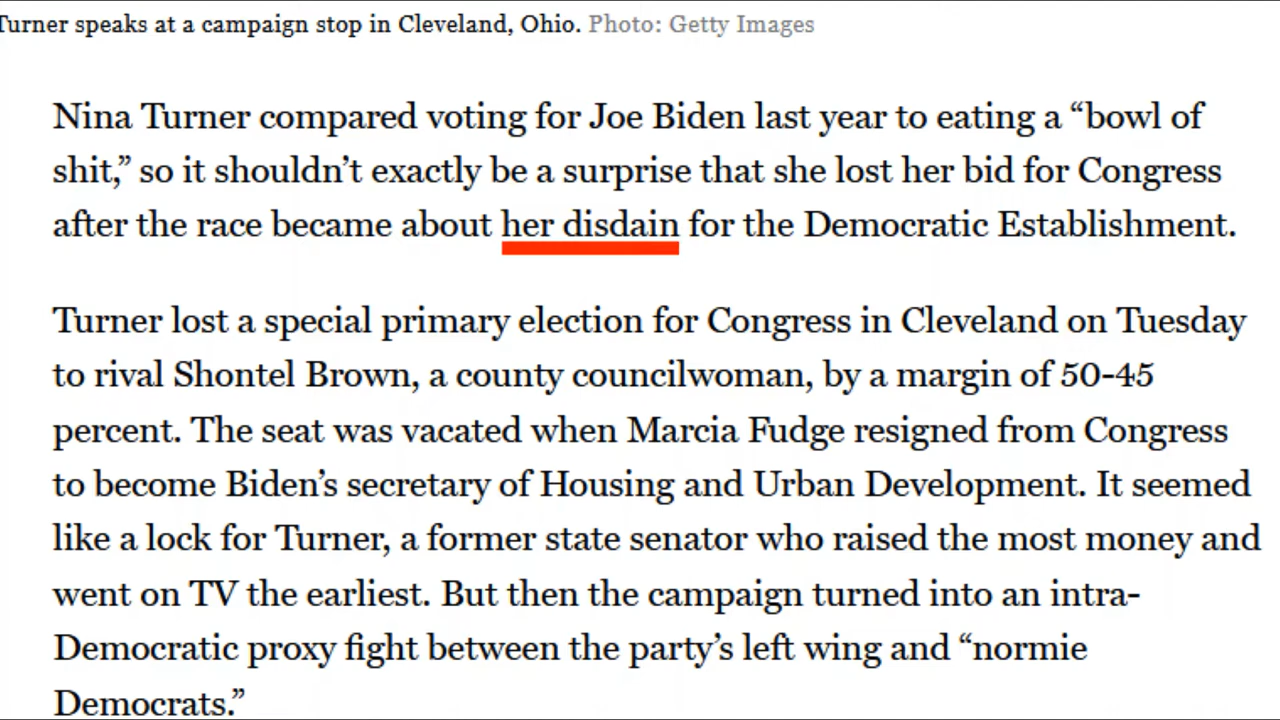 Turner speaks at a campaign stop in Cleveland, Ohio. Photo: Getty Images
Nina Turner compared voting for Joe Biden last year to eating a “bowl of
shit,” so it shouldn’t exactly be a surprise that she lost her bid for Congress
after the race became about her disdain for the Democratic Establishment.
Turner lost a special primary election for Congress in Cleveland on Tuesday
to rival Shontel Brown, a county councilwoman, by a margin of 50-45
percent. The seat was vacated when Marcia Fudge resigned from Congress
to become Biden’s secretary of Housing and Urban Development. It seemed
like a lock for Turner, a former state senator who raised the most money and
went on TV the earliest. But then the campaign turned into an intra-
Democratic proxy fight between the party’s left wing and “normie
Democrats.”